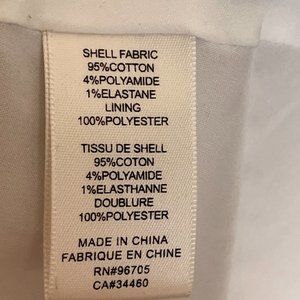 SHELL FABRIC
95%COTTON
4%POLYAMIDE
1%ELASTANE
LINING
100%POLYESTER
TISSU DE SHELL
95%COTON
4%POLYAMIDE
1%ELASTHANNE
DOUBLURE
100%POLYESTER
MADE IN CHINA
FABRIQUE EN CHINE
RN#96705
CA#34460